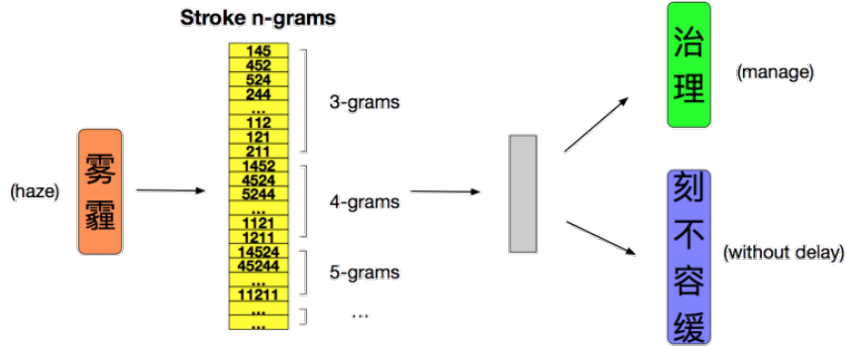 Stroke n-grams
(haze)
雾
霾
145
452
524
244
...
112
121
211
1452
4524
5244
...
1121
1211
14524
45244
...
11211
...
...
3-grams
4-grams
5-grams
...
治
理
(manage)
刻
不
容
缓
(without delay)